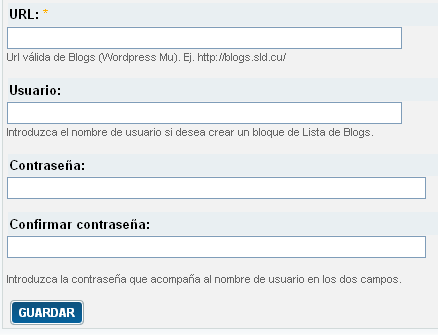 URL: *
Url válida de Blogs (Wordpress Mu). Ej. http://blogs.sld.cu/
Usuario:
Introduzca el nombre de usuario si desea crear un bloque de Lista de Blogs.
Contraseña:
Confirmar contraseña:
Introduzca la contraseña que acompaña al nombre de usuario en los dos campos.
GUARDAR